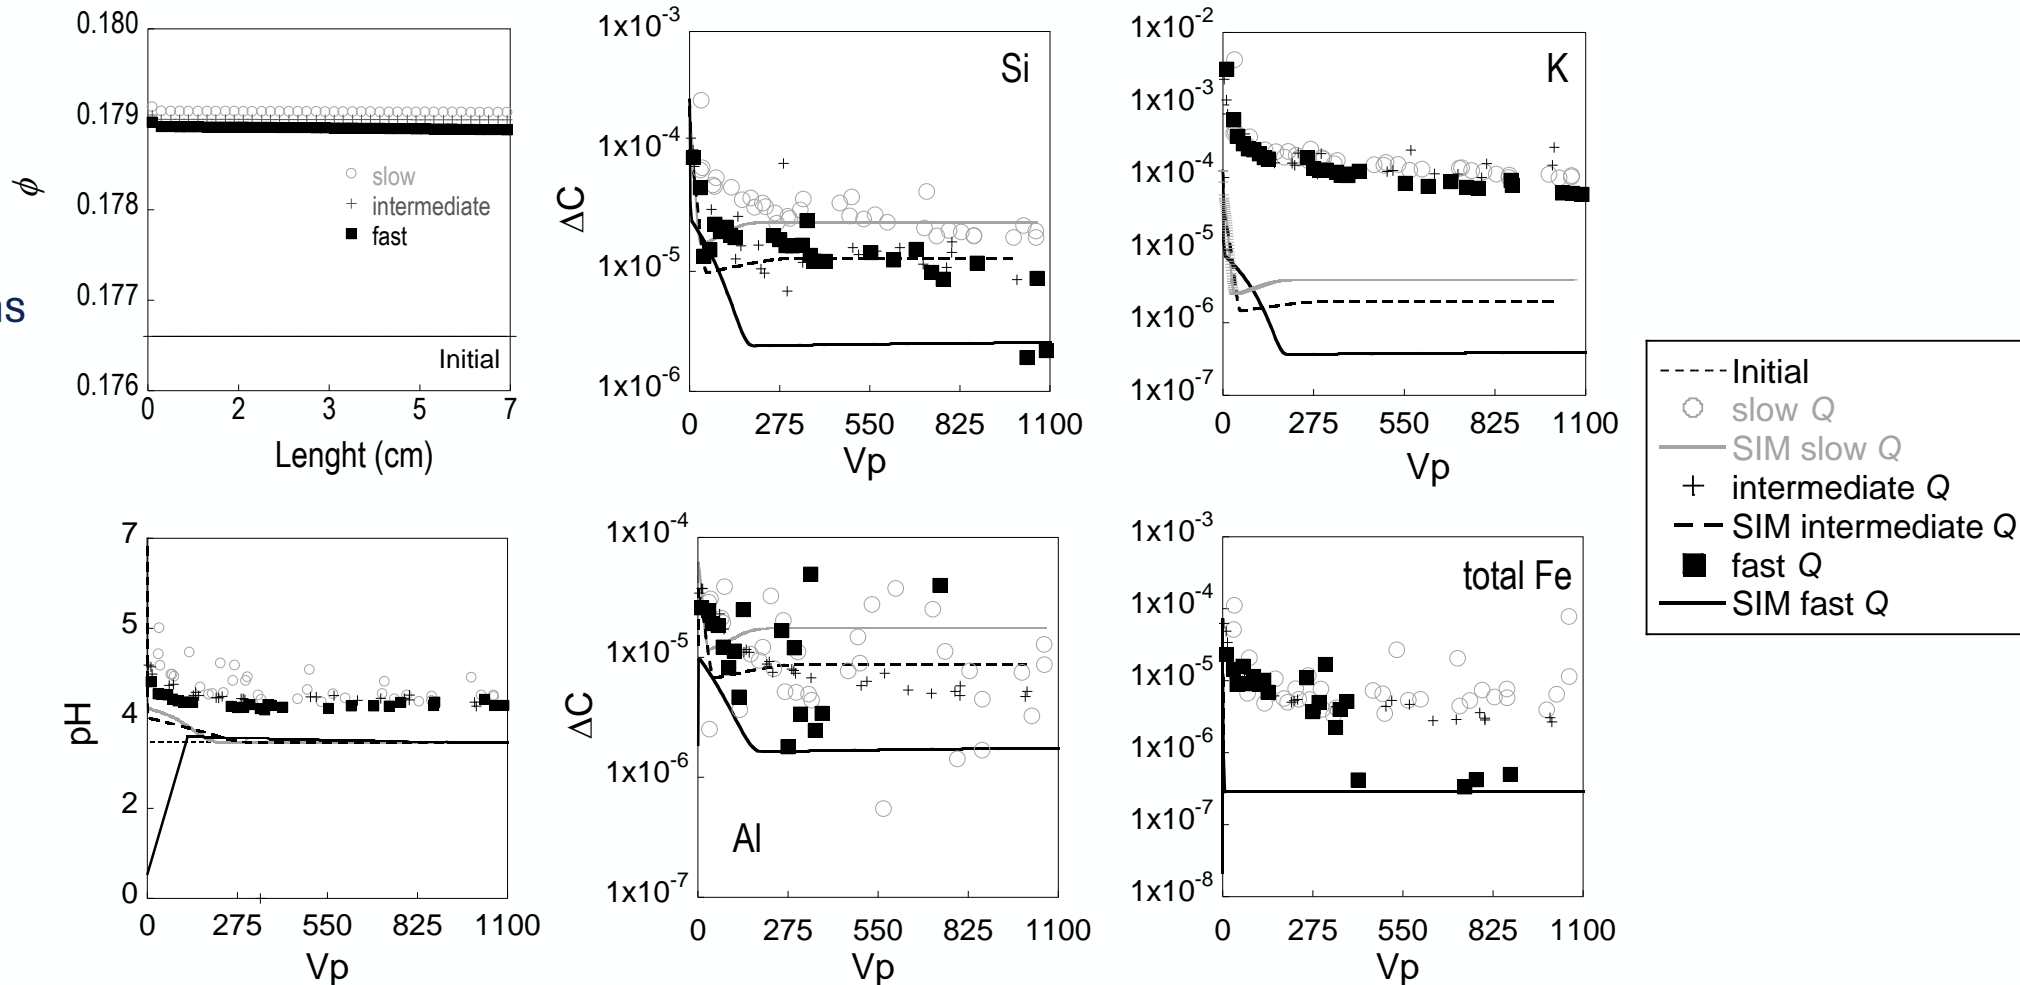 0.180
0.179
0.178
0.177
0.176
ϕ
slow
intermediate
fast
Initial
0 2 3 5 7
Lenght (cm)
1x10-3
1x10-4
1x10-5
1x10-6
ΔC
Si
0 275 550 825 1100
Vp
1x10-2
1x10-3
1x10-4
1x10-5
1x10-6
1x10-7
K
0 275 550 825 1100
Vp
ns
7
5
4
2
0
pH
0 275 550 825 1100
Vp
1x10-4
1x10-5
1x10-6
1x10-7
ΔC
Al
0 275 550 825 1100
Vp
1x10-3
1x10-4
1x10-5
1x10-6
1x10-7
1x10-8
total Fe
0 275 550 825 1100
Vp
Initial
slow Q
SIM slow Q
intermediate Q
SIM intermediate Q
fast Q
SIM fast Q